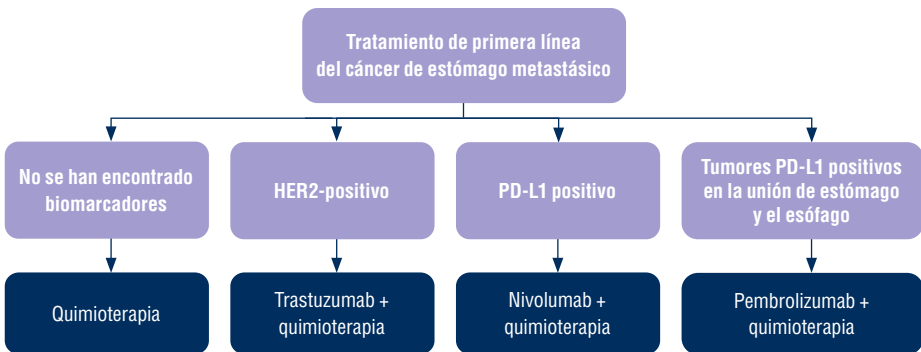 Tratamiento de primera línea
del cáncer de estómago metastásico
No se han encontrado
biomarcadores
HER2-positivo
PD-L1 positivo
Tumores PD-L1 positivos
en la unión de estómago
y el esófago
Quimioterapia
Trastuzumab +
quimioterapia
Nivolumab +
quimioterapia
Pembrolizumab +
quimioterapia